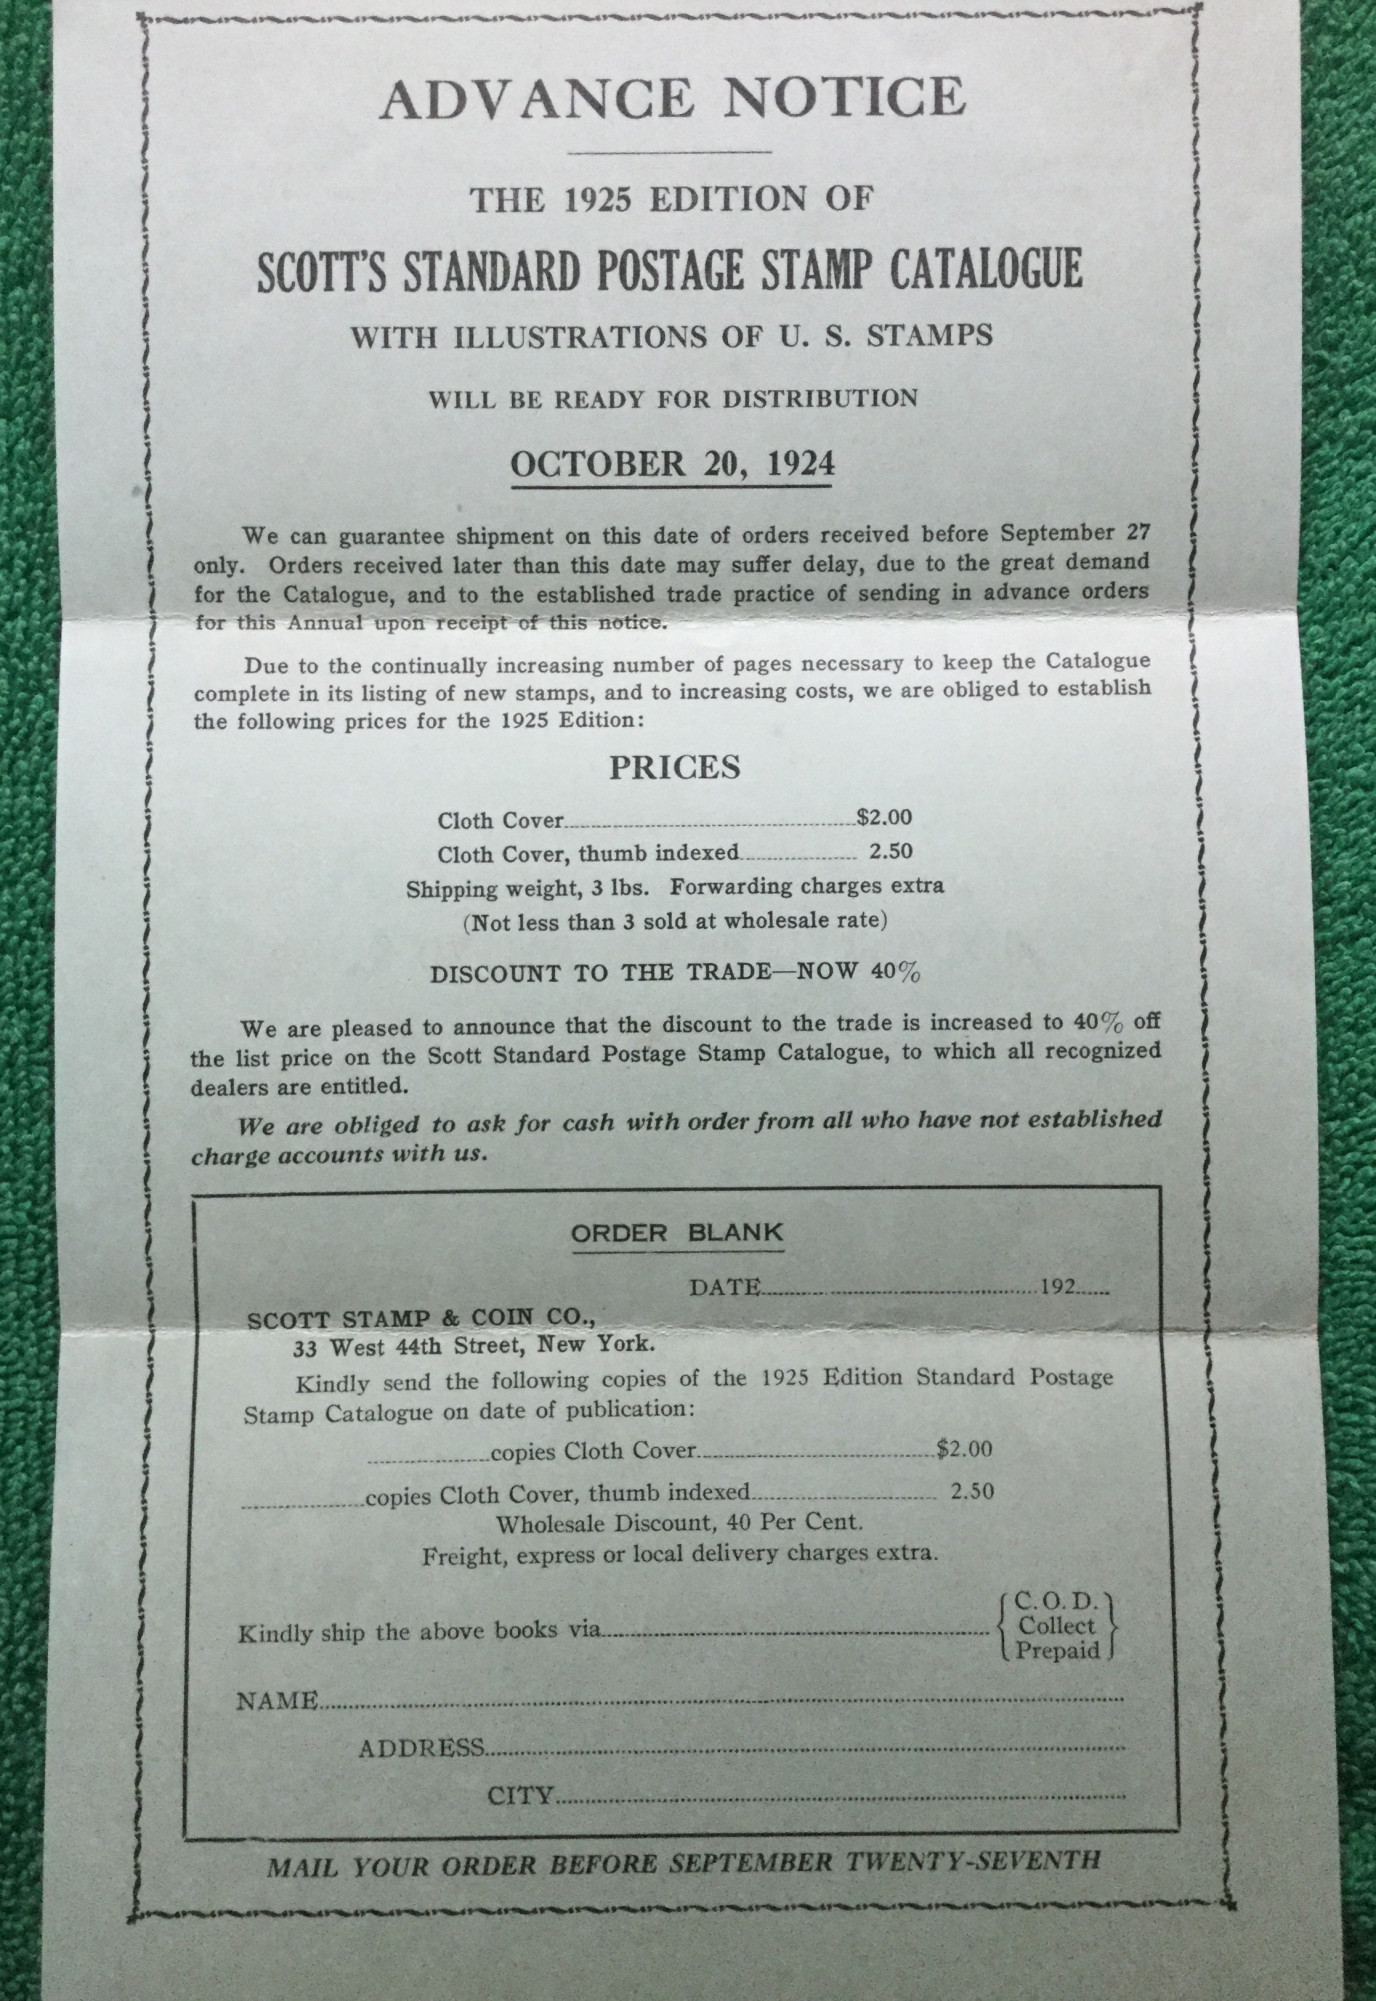 ADVANCE NOTICE
THE 1925 EDITION OF
SCOTT'S STANDARD POSTAGE STAMP CATALOGUE
WITH ILLUSTRATIONS OF U. S. STAMPS
WILL BE READY FOR DISTRIBUTION
OCTOBER 20, 1924
We can guarantee shipment on this date of orders received before September 27
only. Orders received later than this date may suffer delay, due to the great demand
for the Catalogue, and to the established trade practice of sending in advance orders
for this Annual upon receipt of this notice.
Due to the continually increasing number of pages necessary to keep the Catalogue
complete in its listing of new stamps, and to increasing costs, we are obliged to establish
the following prices for the 1925 Edition:
PRICES
Cloth Cover..............................$2.00
Cloth Cover, thumb indexed.............. 2.50
Shipping weight, 3 lbs. Forwarding charges extra
(Not less than 3 sold at wholesale rate)
DISCOUNT TO THE TRADE—NOW 40%
We are pleased to announce that the discount to the trade is increased to 40% off
the list price on the Scott Standard Postage Stamp Catalogue, to which all recognized
dealers are entitled.
We are obliged to ask for cash with order from all who have not established
charge accounts with us.
ORDER BLANK
DATE..............................192......
SCOTT STAMP & COIN CO.,
33 West 44th Street, New York.
Kindly send the following copies of the 1925 Edition Standard Postage
Stamp Catalogue on date of publication:
..............copies Cloth Cover..............................$2.00
..............copies Cloth Cover, thumb indexed...................... 2.50
Wholesale Discount, 40 Per Cent.
Freight, express or local delivery charges extra.
C.O.D.
Kindly ship the above books via.............................. Collect
Prepaid
NAME..............................
ADDRESS..............................
CITY..............................
MAIL YOUR ORDER BEFORE SEPTEMBER TWENTY-SEVENTH